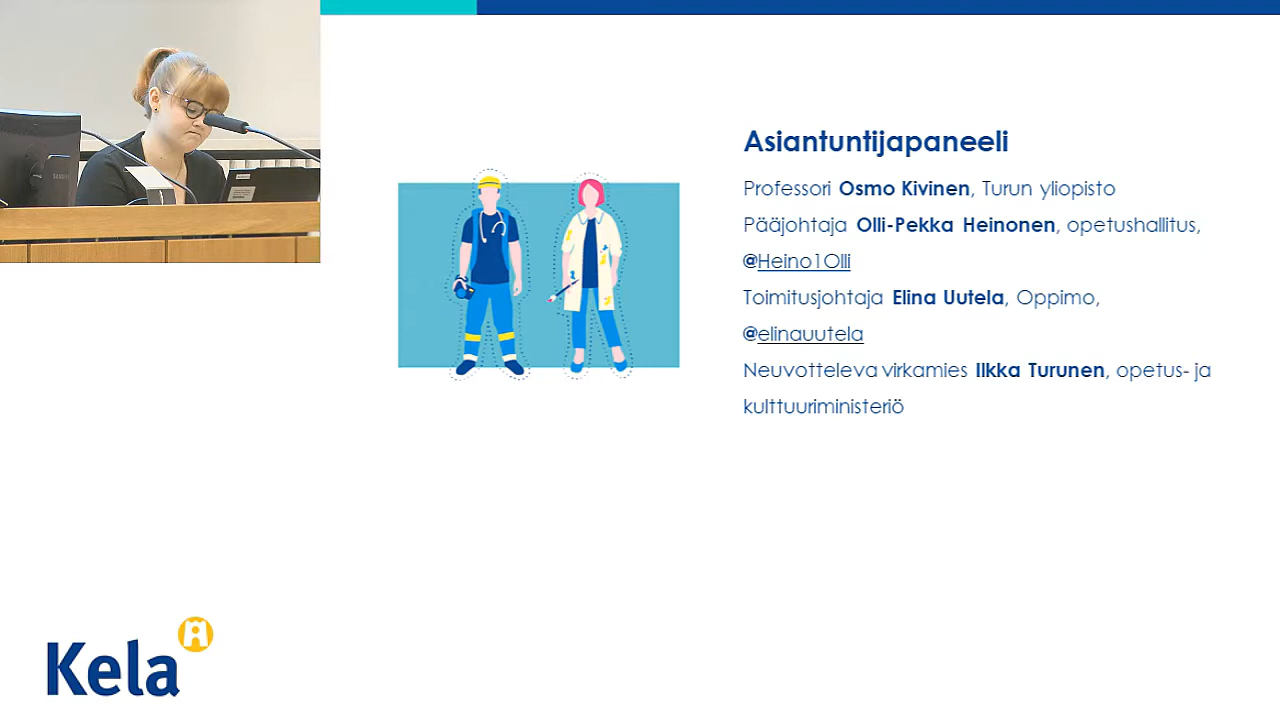 Asiantuntijapaneeli
Professori Osmo Kivinen, Turun yliopisto
Pääjohtaja Olli-Pekka Heinonen, opetushallitus,
@Heino1Olli
Toimitusjohtaja Elina Uutela, Oppimo,
@elinauutela
Neuvotteleva virkamies Ilkka Turunen, opetus- ja
kulttuuriministeriö
Kela
SAMSUNG